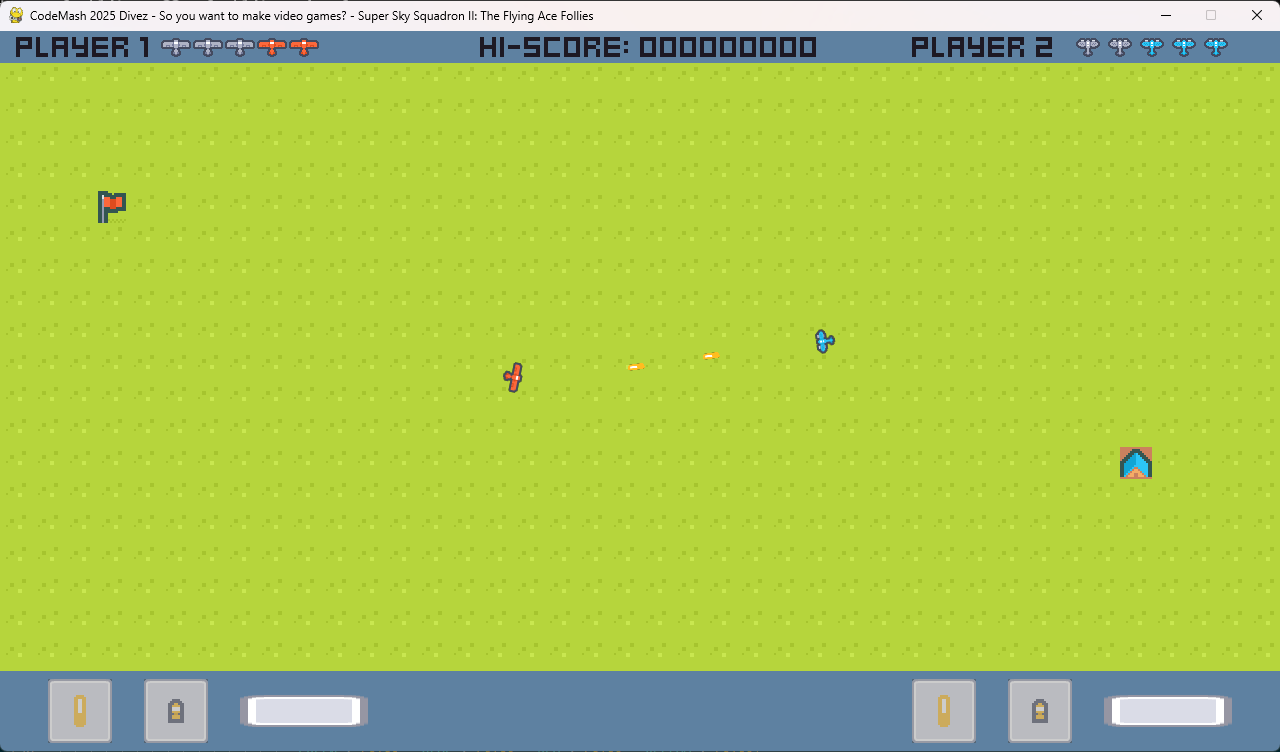 CodeMash 2025 Divez - So you want to make video games? - Super Sky Squadron II: The Flying Ace Follies
PLAYER 1 HI-SCORE: 000000000 PLAYER 2